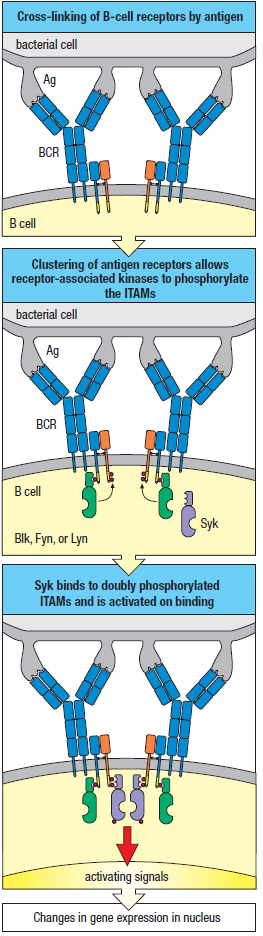 Cross-linking of B-cell receptors by antigen
bacterial cell
Ag
BCR
B cell
Clustering of antigen receptors allows
receptor-associated kinases to phosphorylate
the ITAMs
bacterial cell
Ag
BCR
B cell
Syk
Blk, Fyn, or Lyn
Syk binds to doubly phosphorylated
ITAMs and is activated on binding
activating signals
Changes in gene expression in nucleus